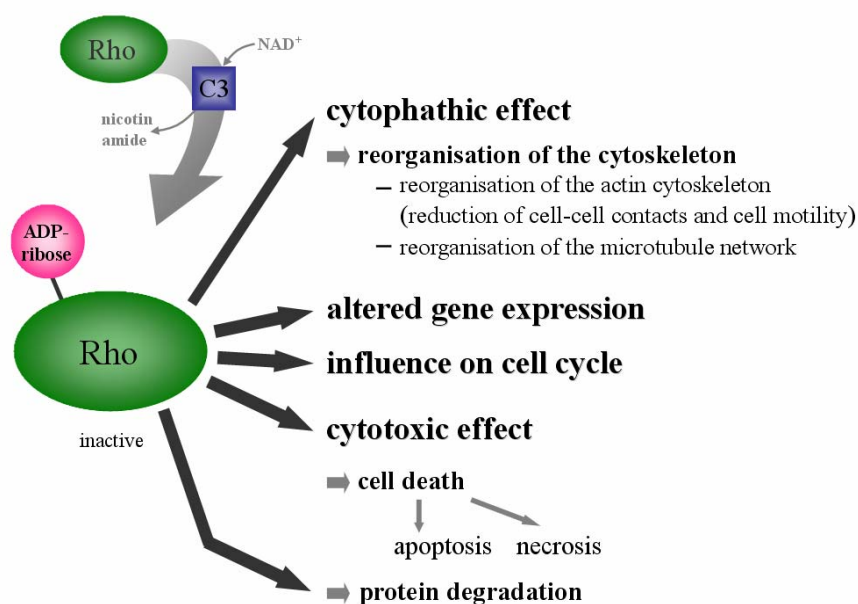 Rho
NAD+
C3
nicotin
amide
cytophathic effect
reorganisation of the cytoskeleton
– reorganisation of the actin cytoskeleton
(reduction of cell-cell contacts and cell motility)
– reorganisation of the microtubule network
ADP-
ribose
Rho
inactive
altered gene expression
influence on cell cycle
cytotoxic effect
cell death
apoptosis necrosis
protein degradation